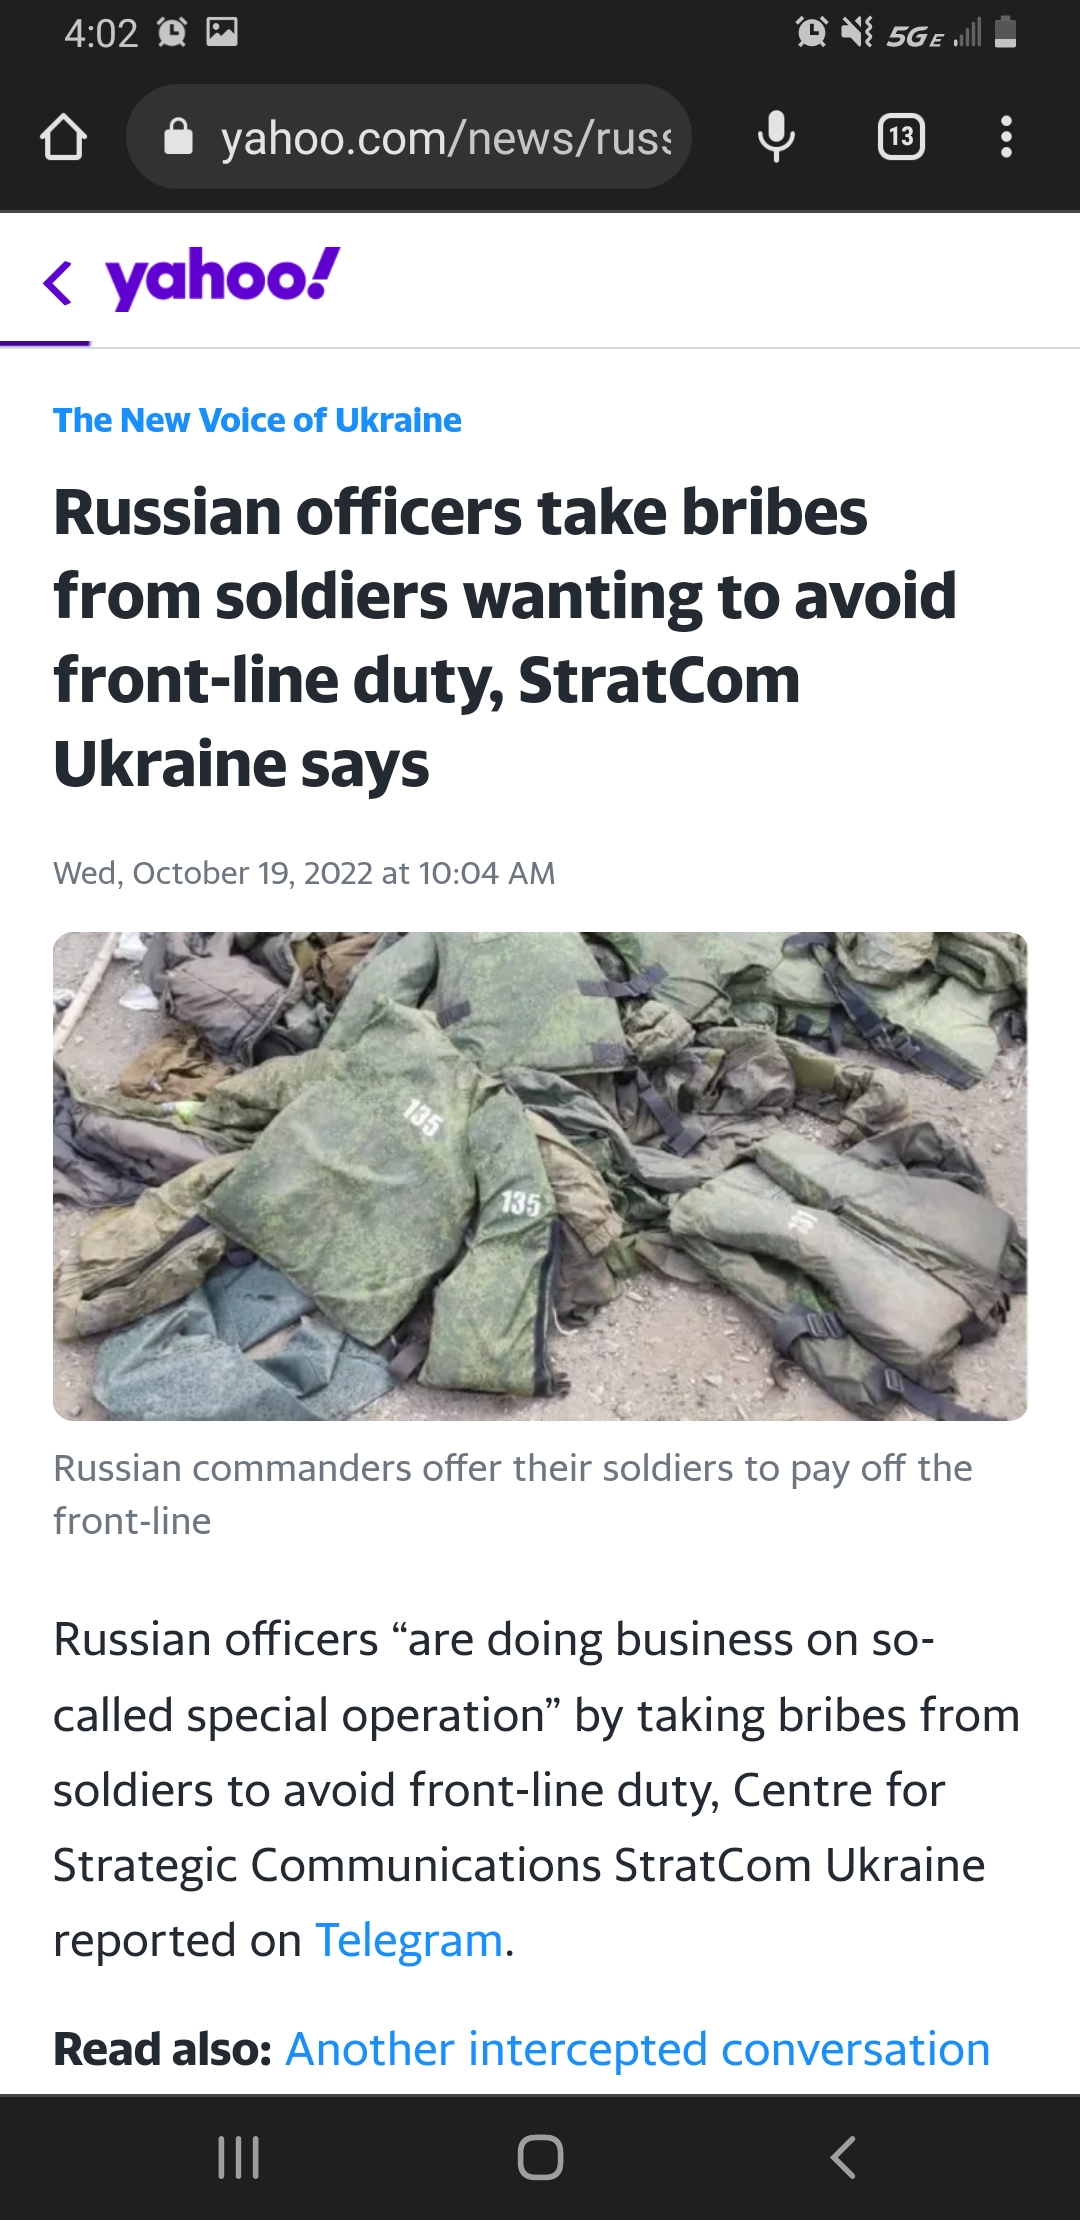 4:02
5GE
yahoo.com/news/russ
13
yahoo!
The New Voice of Ukraine
Russian officers take bribes
from soldiers wanting to avoid
front-line duty, StratCom
Ukraine says
Wed, October 19, 2022 at 10:04 AM
135
135
Russian commanders offer their soldiers to pay off the
front-line
Russian officers “are doing business on so-
called special operation” by taking bribes from
soldiers to avoid front-line duty, Centre for
Strategic Communications StratCom Ukraine
reported on Telegram.
Read also: Another intercepted conversation